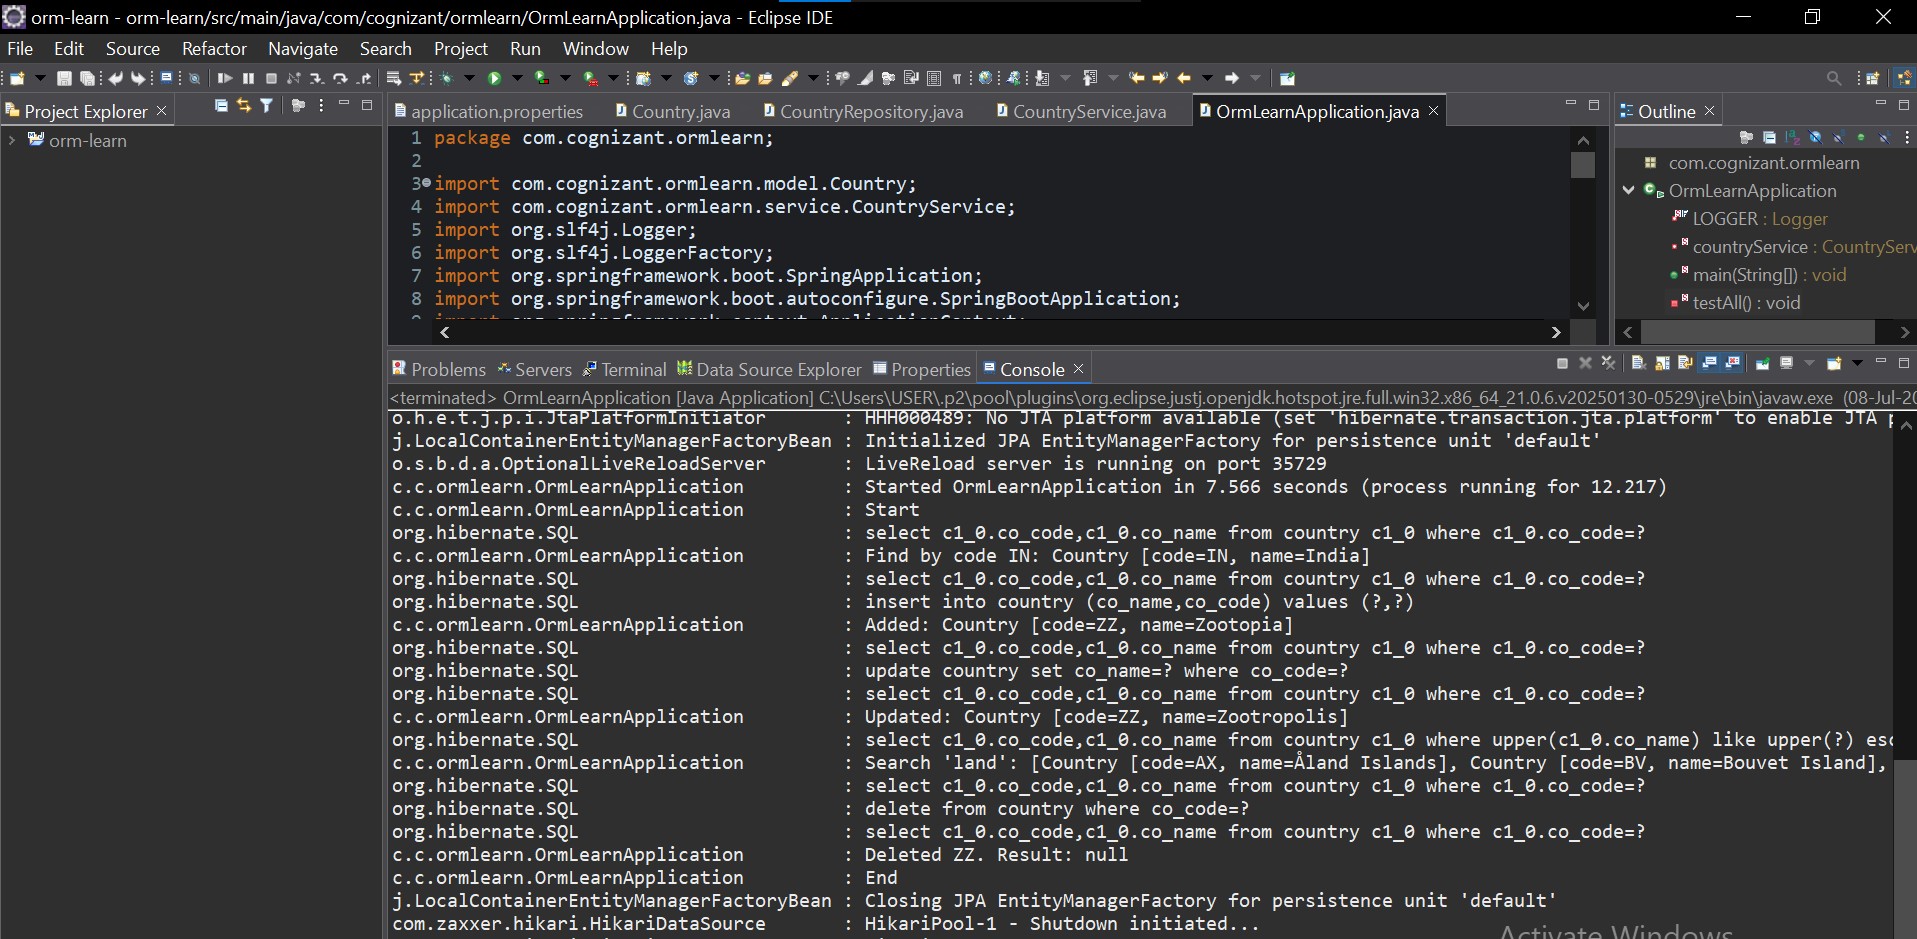 orm-learn - orm-learn/src/main/java/com/cognizant/ormlearn/OrmLearnApplication.java - Eclipse IDE
File Edit Source Refactor Navigate Search Project Run Window Help
Project Explorer
orm-learn
application.properties Country.java CountryRepository.java CountryService.java OrmLearnApplication.java
1 package com.cognizant.ormlearn;
2
3 import com.cognizant.ormlearn.model.Country;
4 import com.cognizant.ormlearn.service.CountryService;
5 import org.slf4j.Logger;
6 import org.slf4j.LoggerFactory;
7 import org.springframework.boot.SpringApplication;
8 import org.springframework.boot.autoconfigure.SpringBootApplication;
Outline
com.cognizant.ormlearn
OrmLearnApplication
LOGGER : Logger
countryService : CountryServ
main(String[]) : void
testAll() : void
Problems Servers Terminal Data Source Explorer Properties Console
<terminated> OrmLearnApplication [Java Application] C:\Users\USER\.p2\pool\plugins\org.eclipse.justj.openjdk.hotspot.jre.full.win32.x86_64_21.0.6.v20250130-0529\jre\bin\javaw.exe (08-Jul-20
o.h.e.t.j.p.i.JtaPlatformInitiator : HHH000489: No JTA platform available (set 'hibernate.transaction.jta.platform' to enable JTA p
j.LocalContainerEntityManagerFactoryBean : Initialized JPA EntityManagerFactory for persistence unit 'default'
o.s.b.d.a.OptionalLiveReloadServer : LiveReload server is running on port 35729
c.c.ormlearn.OrmLearnApplication : Started OrmLearnApplication in 7.566 seconds (process running for 12.217)
c.c.ormlearn.OrmLearnApplication : Start
org.hibernate.SQL : select c1_0.co_code,c1_0.co_name from country c1_0 where c1_0.co_code=?
c.c.ormlearn.OrmLearnApplication : Find by code IN: Country [code=IN, name=India]
org.hibernate.SQL : select c1_0.co_code,c1_0.co_name from country c1_0 where c1_0.co_code=?
org.hibernate.SQL : insert into country (co_name,co_code) values (?,?)
c.c.ormlearn.OrmLearnApplication : Added: Country [code=ZZ, name=Zootopia]
org.hibernate.SQL : select c1_0.co_code,c1_0.co_name from country c1_0 where c1_0.co_code=?
org.hibernate.SQL : update country set co_name=? where co_code=?
org.hibernate.SQL : select c1_0.co_code,c1_0.co_name from country c1_0 where c1_0.co_code=?
c.c.ormlearn.OrmLearnApplication : Updated: Country [code=ZZ, name=Zootropolis]
org.hibernate.SQL : select c1_0.co_code,c1_0.co_name from country c1_0 where upper(c1_0.co_name) like upper(?) esc
c.c.ormlearn.OrmLearnApplication : Search 'land': [Country [code=AX, name=Åland Islands], Country [code=BV, name=Bouvet Island],
org.hibernate.SQL : select c1_0.co_code,c1_0.co_name from country c1_0 where c1_0.co_code=?
org.hibernate.SQL : delete from country where co_code=?
org.hibernate.SQL : select c1_0.co_code,c1_0.co_name from country c1_0 where c1_0.co_code=?
c.c.ormlearn.OrmLearnApplication : Deleted ZZ. Result: null
c.c.ormlearn.OrmLearnApplication : End
j.LocalContainerEntityManagerFactoryBean : Closing JPA EntityManagerFactory for persistence unit 'default'
com.zaxxer.hikari.HikariDataSource : HikariPool-1 - Shutdown initiated...
Activate Windows